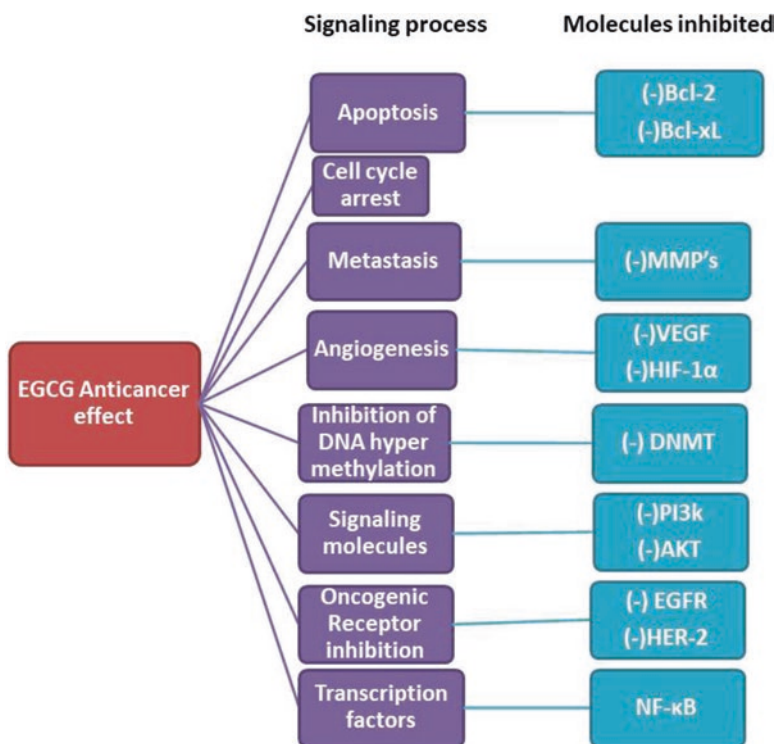 Signaling process
Molecules inhibited
Apoptosis
(-)Bcl-2
(-)Bcl-xL
Cell cycle
arrest
Metastasis
(-)MMP's
EGCG Anticancer
effect
Angiogenesis
(-)VEGF
(-)HIF-1α
Inhibition of
DNA hyper
methylation
(-) DNMT
Signaling
molecules
(-)PI3k
(-)AKT
Oncogenic
Receptor
inhibition
(-) EGFR
(-)HER-2
Transcription
factors
NF-κB